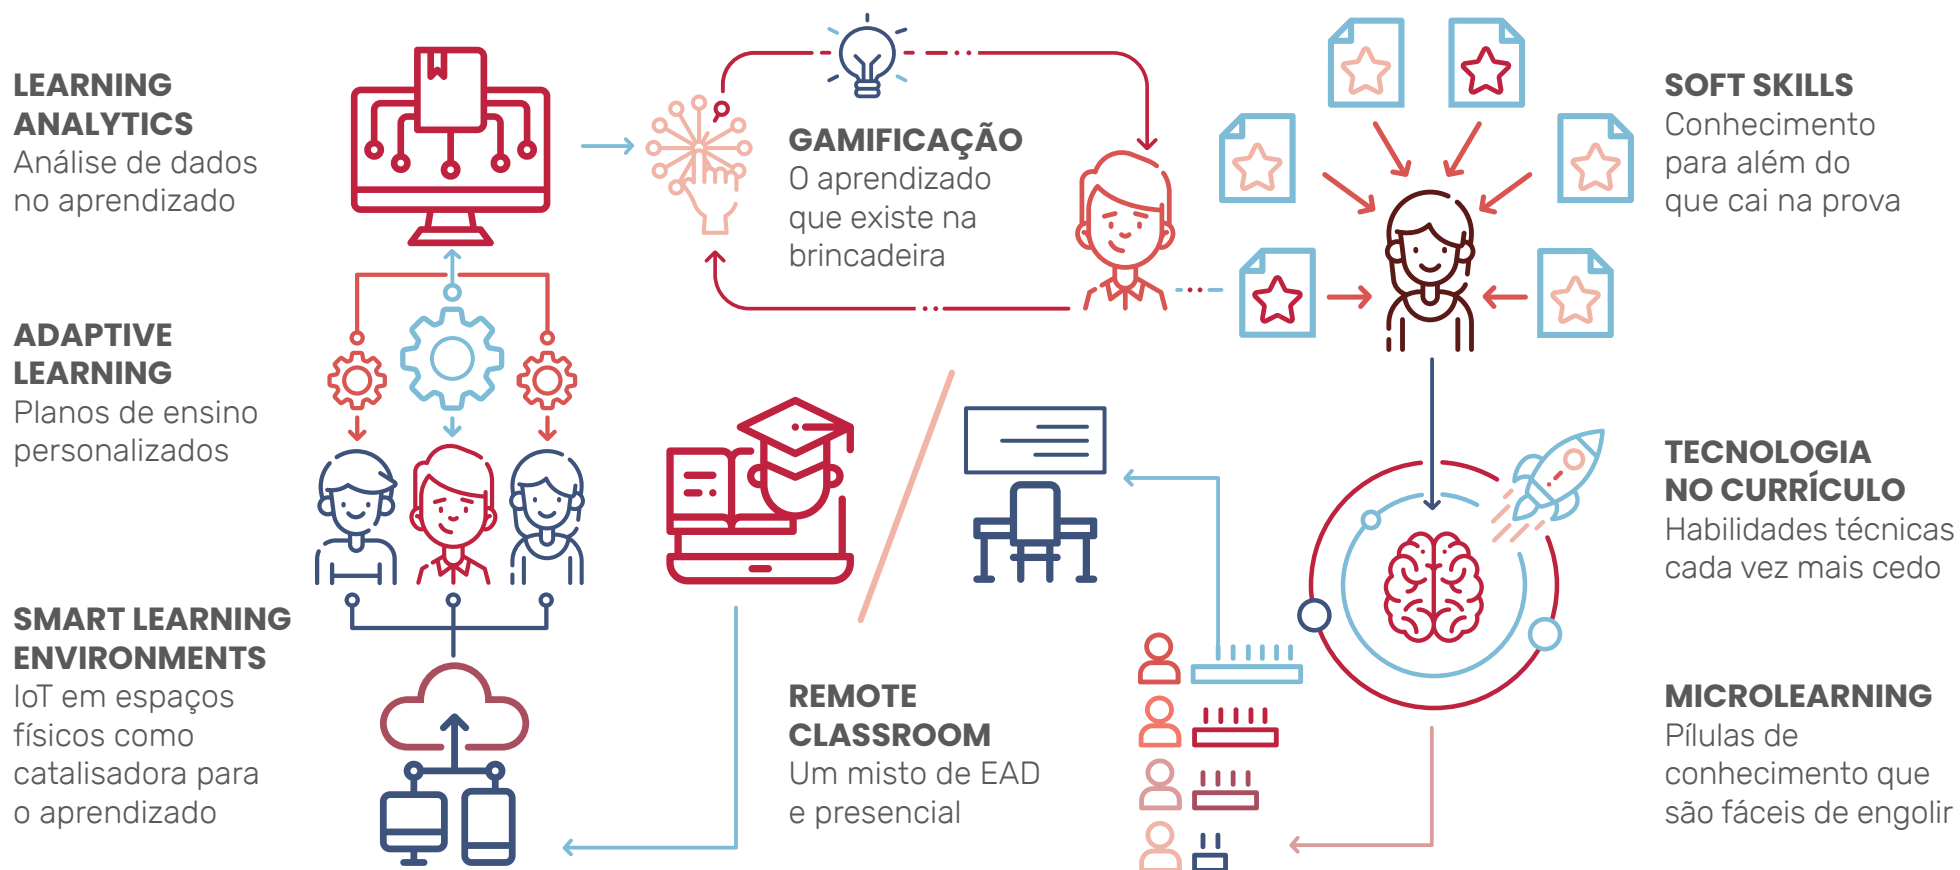 LEARNING
ANALYTICS
Análise de dados
no aprendizado
GAMIFICAÇÃO
O aprendizado
que existe na
brincadeira
SOFT SKILLS
Conhecimento
para além do
que cai na prova
ADAPTIVE
LEARNING
Planos de ensino
personalizados
TECNOLOGIA
NO CURRÍCULO
Habilidades técnicas
cada vez mais cedo
SMART LEARNING
ENVIRONMENTS
IoT em espaços
físicos como
catalisadora para
o aprendizado
REMOTE
CLASSROOM
Um misto de EAD
e presencial
MICROLEARNING
Pílulas de
conhecimento que
são fáceis de engolir